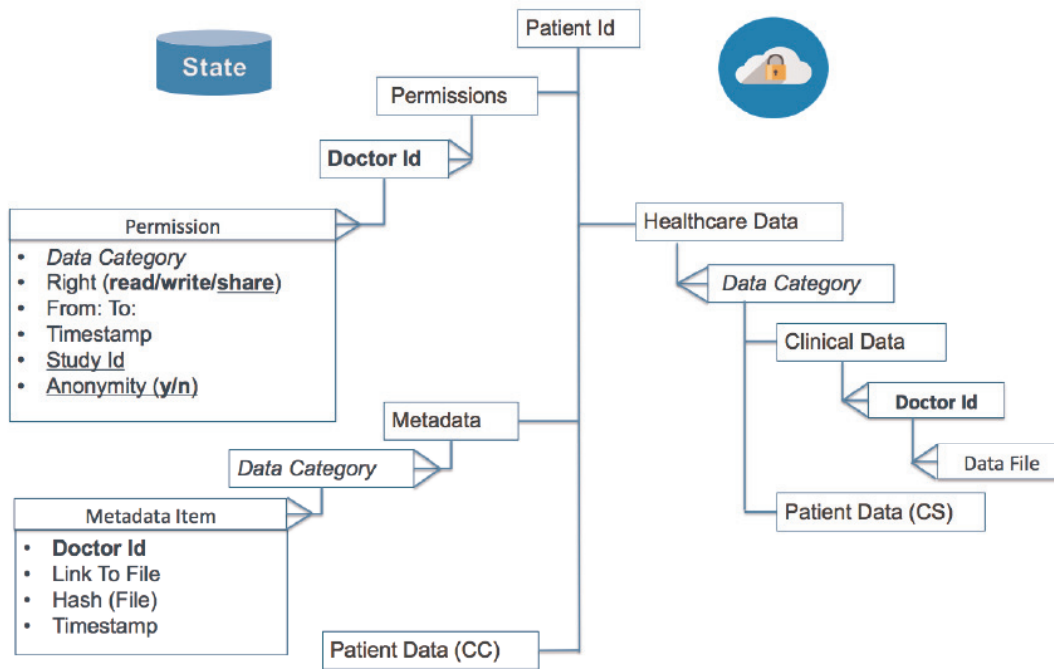 Patient Id
State
Permissions
Doctor Id
Permission
• Data Category
• Right (read/write/share)
• From: To:
• Timestamp
• Study Id
• Anonymity (y/n)
Metadata
Data Category
Metadata Item
• Doctor Id
• Link To File
• Hash (File)
• Timestamp
Patient Data (CC)
Healthcare Data
Data Category
Clinical Data
Doctor Id
Data File
Patient Data (CS)